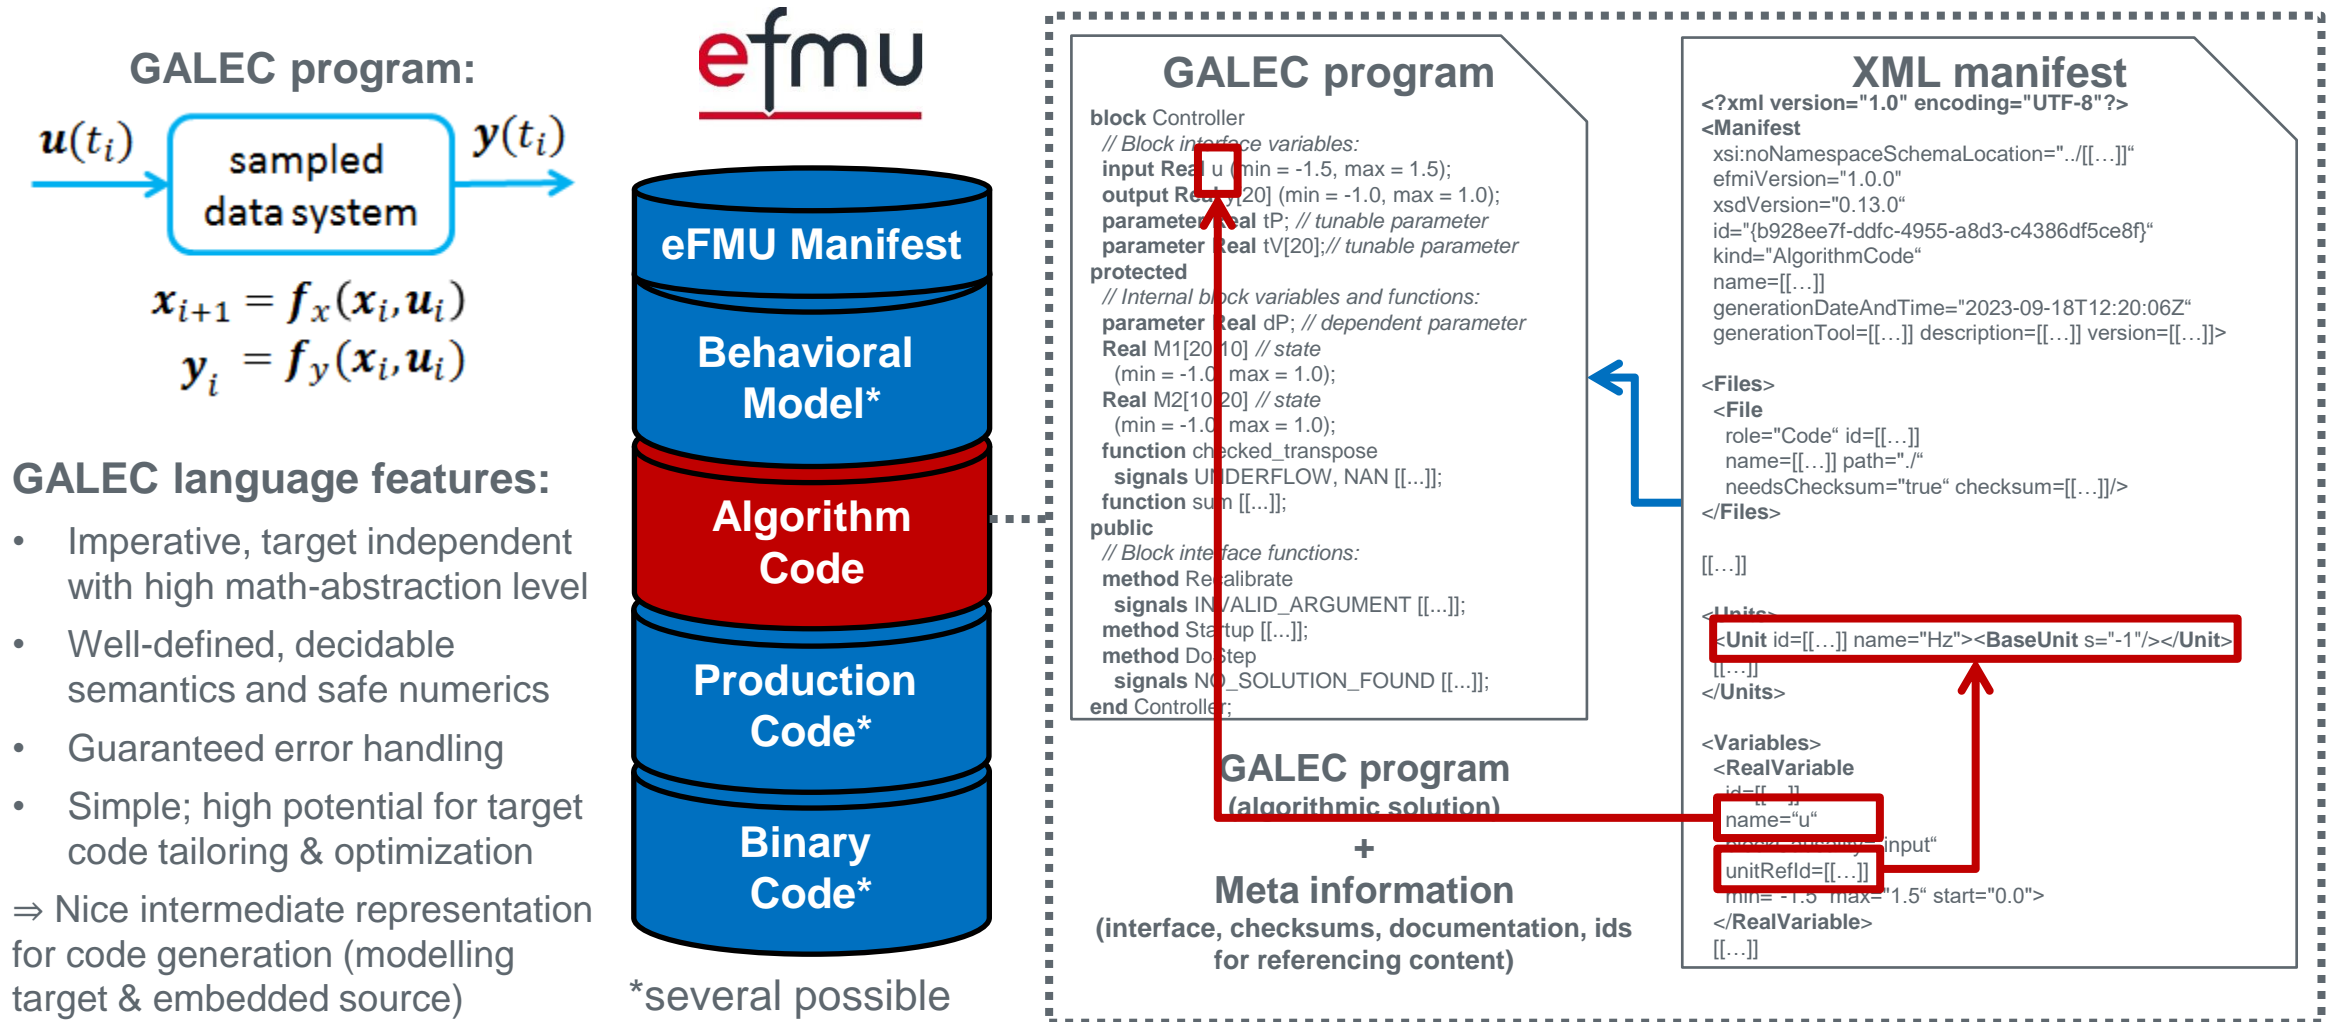 GALEC program:
u(t_i)
sampled
data system
y(t_i)
x_{i+1} = f_x(x_i, u_i)
y_i = f_y(x_i, u_i)
GALEC language features:
• Imperative, target independent
with high math-abstraction level
• Well-defined, decidable
semantics and safe numerics
• Guaranteed error handling
• Simple; high potential for target
code tailoring & optimization
⇒ Nice intermediate representation
for code generation (modelling
target & embedded source)
efmu
eFMU Manifest
Behavioral
Model*
Algorithm
Code
Production
Code*
Binary
Code*
*several possible
GALEC program
block Controller
// Block interface variables:
input Real u (min = -1.5, max = 1.5);
output Real y[20] (min = -1.0, max = 1.0);
parameter Real tP; // tunable parameter
parameter Real tV[20];// tunable parameter
protected
// Internal block variables and functions:
parameter Real dP; // dependent parameter
Real M1[20,10] // state
(min = -1.0, max = 1.0);
Real M2[10,20] // state
(min = -1.0, max = 1.0);
function checked_transpose
signals UNDERFLOW, NAN [[...]];
function sum [[...]];
public
// Block interface functions:
method Recalibrate
signals INVALID_ARGUMENT [[...]];
method Startup [[...]];
method DoStep
signals NO_SOLUTION_FOUND [[...]];
end Controller;
GALEC program
(algorithmic solution)
+
Meta information
(interface, checksums, documentation, ids
for referencing content)
XML manifest
<?xml version="1.0" encoding="UTF-8"?>
<Manifest
xsi:noNamespaceSchemaLocation="../[[…]]“
efmiVersion="1.0.0"
xsdVersion="0.13.0“
id="{b928ee7f-ddfc-4955-a8d3-c4386df5ce8f}“
kind="AlgorithmCode“
name=[[…]]
generationDateAndTime="2023-09-18T12:20:06Z“
generationTool=[[…]] description=[[…]] version=[[…]]>
<Files>
<File
role="Code“ id=[[…]]
name=[[…]] path="./“
needsChecksum="true“ checksum=[[…]]/>
</Files>
[[…]]
<Units>
<Unit id=[[…]] name="Hz"><BaseUnit s="-1"/></Unit>
[[…]]
</Units>
<Variables>
<RealVariable
id=[[…]]
name=“u“
input“
unitRefId=[[…]]
min="-1.5" max="1.5“ start="0.0">
</RealVariable>
[[…]]